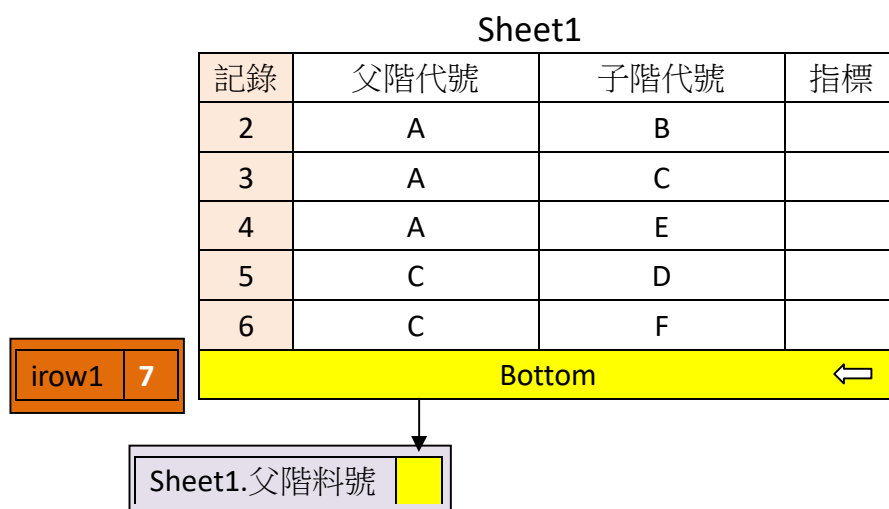 Sheet1
記錄 父階代號 子階代號 指標
2 A B
3 A C
4 A E
5 C D
6 C F
irow1 7 Bottom
Sheet1.父階料號